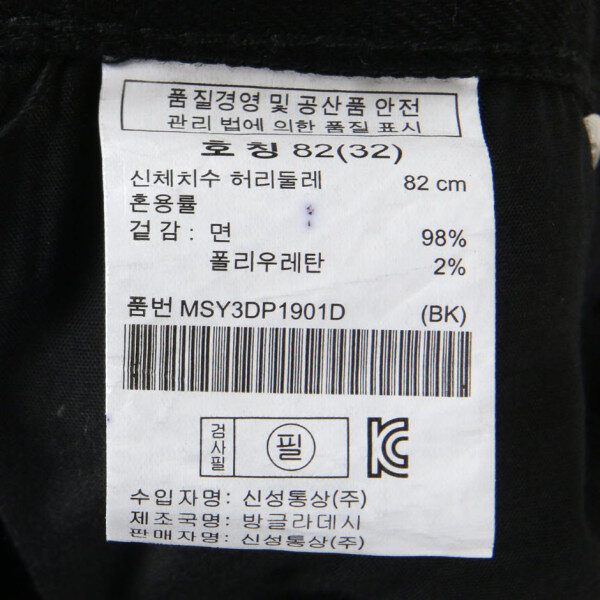 품질경영 및 공산품 안전
관리 법에 의한 품질 표시
호 칭 82(32)
신체치수 허리둘레 82 cm
혼용률
겉 감 : 면 98%
폴리우레탄 2%
품번 MSY3DP1901D (BK)
검사필 필 KC
수입자명: 신성통상(주)
제조국명: 방글라데시
판매자명: 신성통상(주)